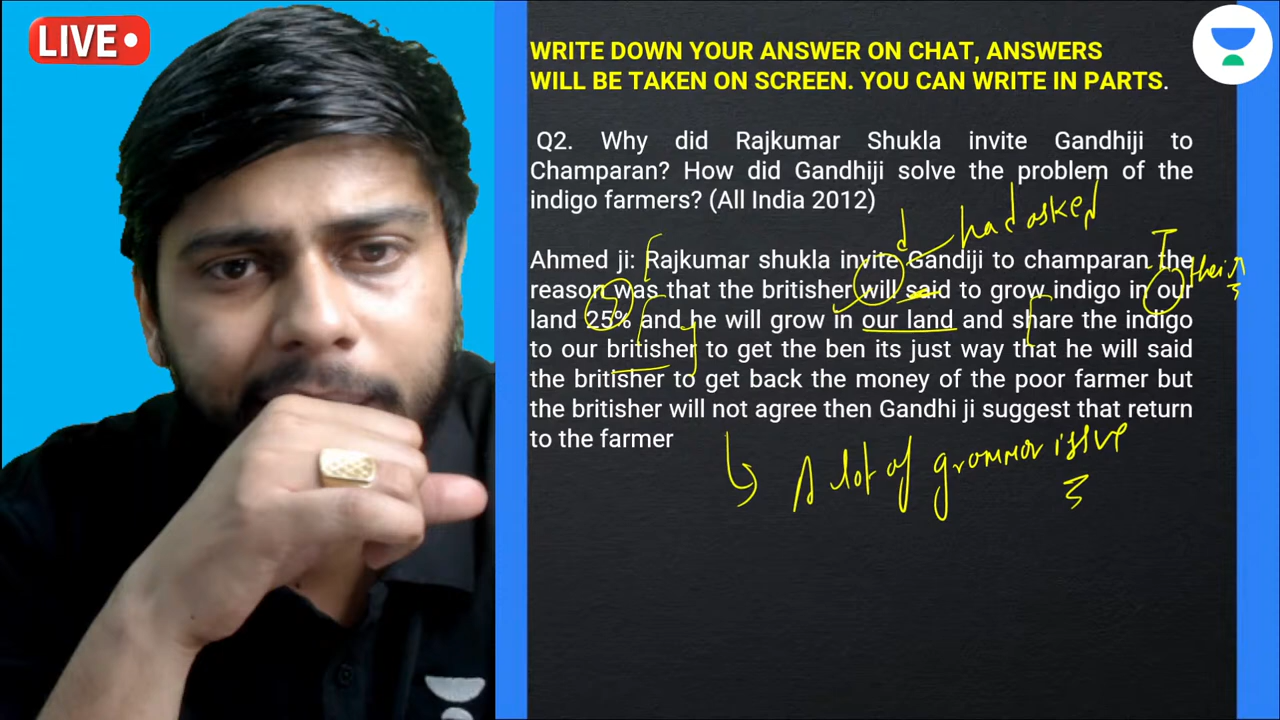 LIVE
WRITE DOWN YOUR ANSWER ON CHAT, ANSWERS
WILL BE TAKEN ON SCREEN. YOU CAN WRITE IN PARTS.
Q2. Why did Rajkumar Shukla invite Gandhiji to
Champaran? How did Gandhiji solve the problem of the
indigo farmers? (All India 2012)
d
had asked
Ahmed ji: Rajkumar shukla invite Gandiji to champaran the
T
their
reason was that the britisher will said to grow indigo in our
land 25% and he will grow in our land and share the indigo
to our britisher to get the ben its just way that he will said
the britisher to get back the money of the poor farmer but
the britisher will not agree then Gandhi ji suggest that return
to the farmer
A lot of grammar issue